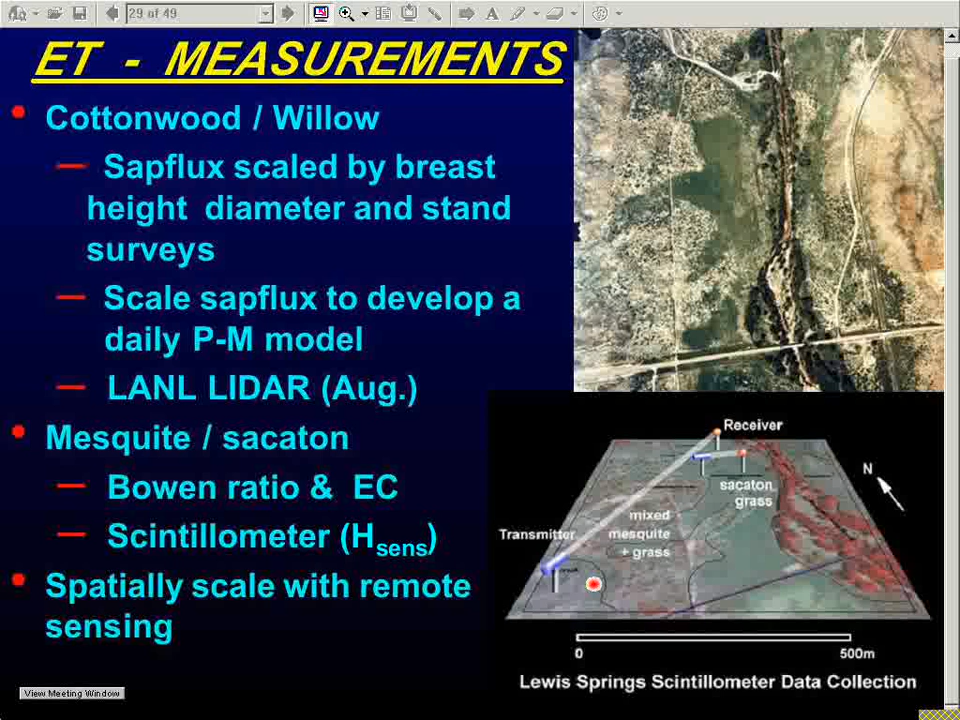 29 of 49
ET - MEASUREMENTS
• Cottonwood / Willow
— Sapflux scaled by breast
height diameter and stand
surveys
— Scale sapflux to develop a
daily P-M model
— LANL LIDAR (Aug.)
• Mesquite / sacaton
— Bowen ratio & EC
— Scintillometer (Hsens)
• Spatially scale with remote
sensing
Receiver
N
sacaton
grass
mixed
mesquite
+ grass
Transmitter
0
500m
Lewis Springs Scintillometer Data Collection
View Meeting Window